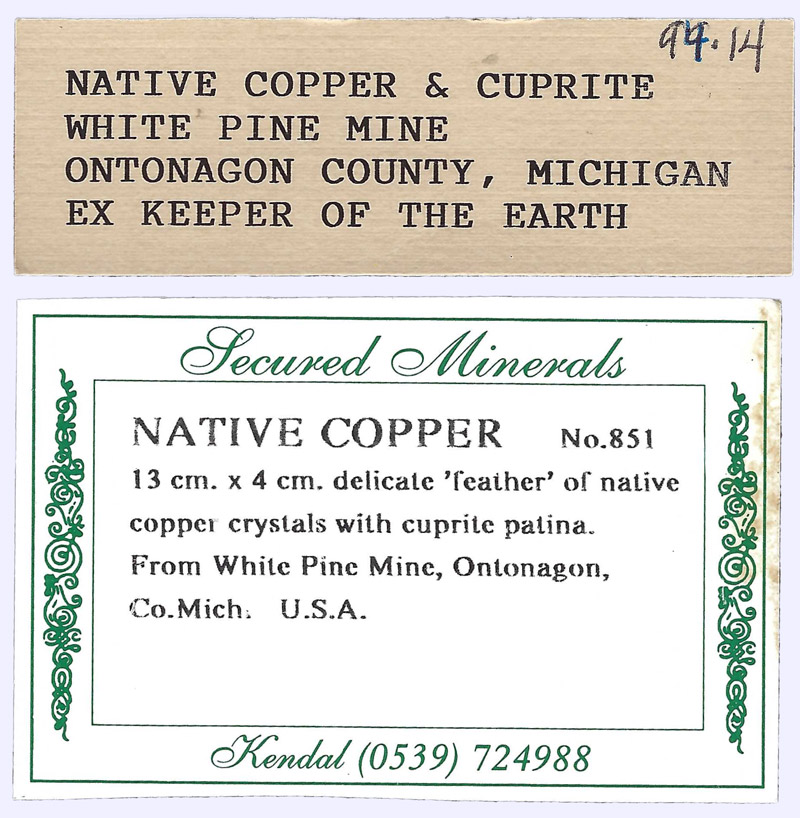 99.14
NATIVE COPPER & CUPRITE
WHITE PINE MINE
ONTONAGON COUNTY, MICHIGAN
EX KEEPER OF THE EARTH
Secured Minerals
NATIVE COPPER No.851
13 cm. x 4 cm. delicate 'feather' of native
copper crystals with cuprite patina.
From White Pine Mine, Ontonagon,
Co.Mich. U.S.A.
Kendal (0539) 724988